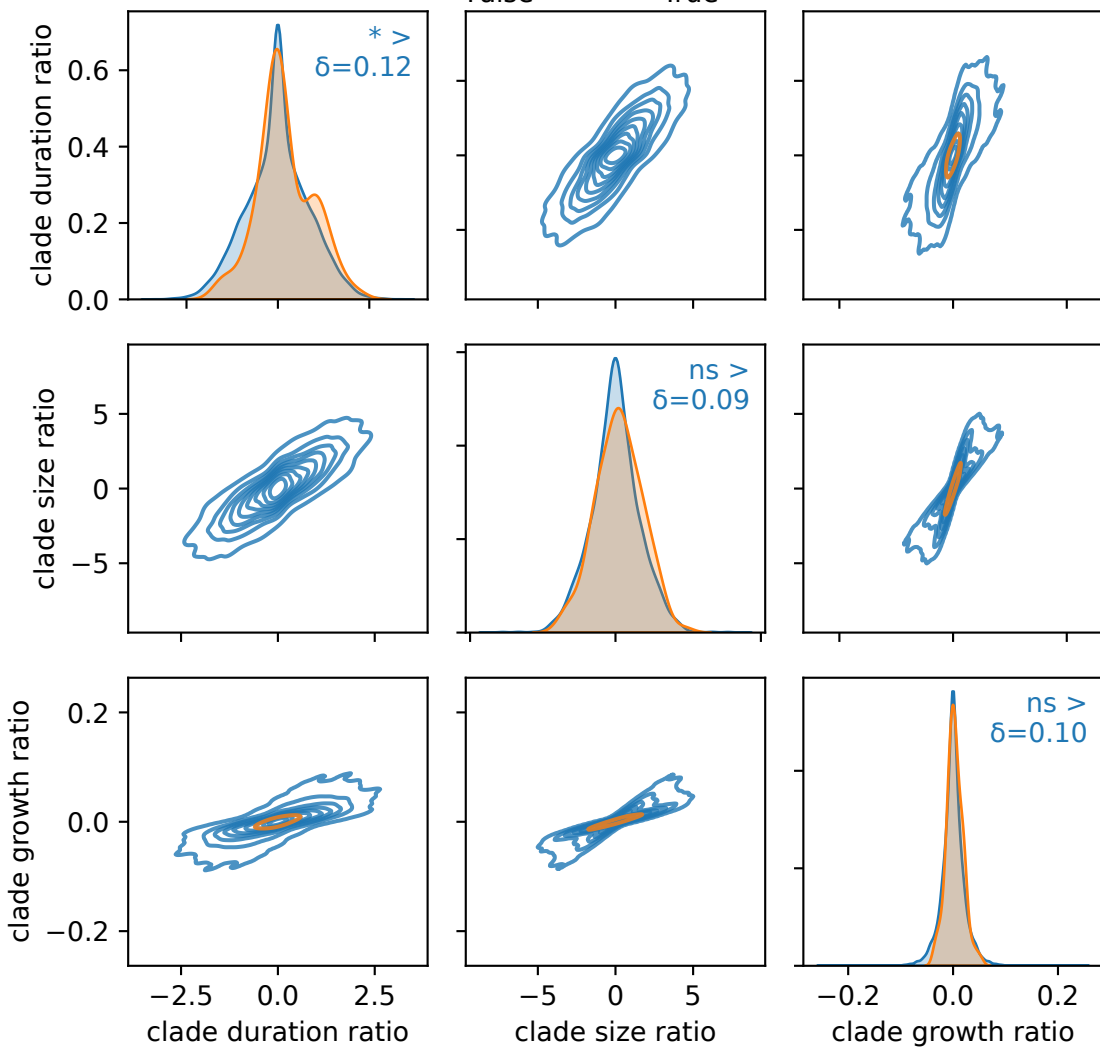 False True
clade duration ratio
0.6
0.4
0.2
0.0
* >
δ=0.12
clade size ratio
5
0
−5
ns >
δ=0.09
clade growth ratio
0.2
0.0
−0.2
ns >
δ=0.10
−2.5 0.0 2.5
−5 0 5
−0.2 0.0 0.2
clade duration ratio
clade size ratio
clade growth ratio